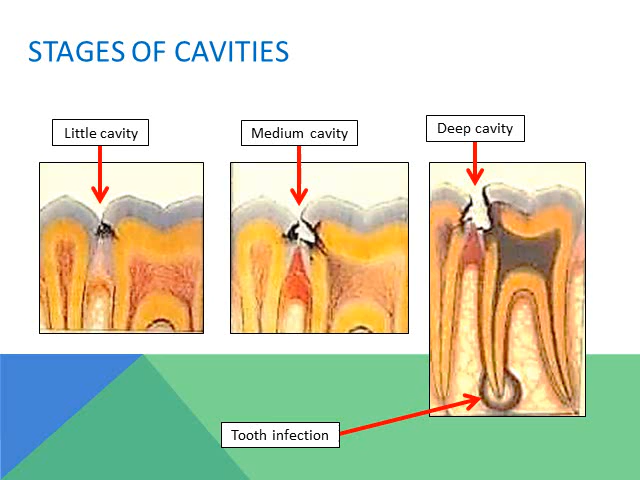 STAGES OF CAVITIES
Little cavity
Medium cavity
Deep cavity
Tooth infection